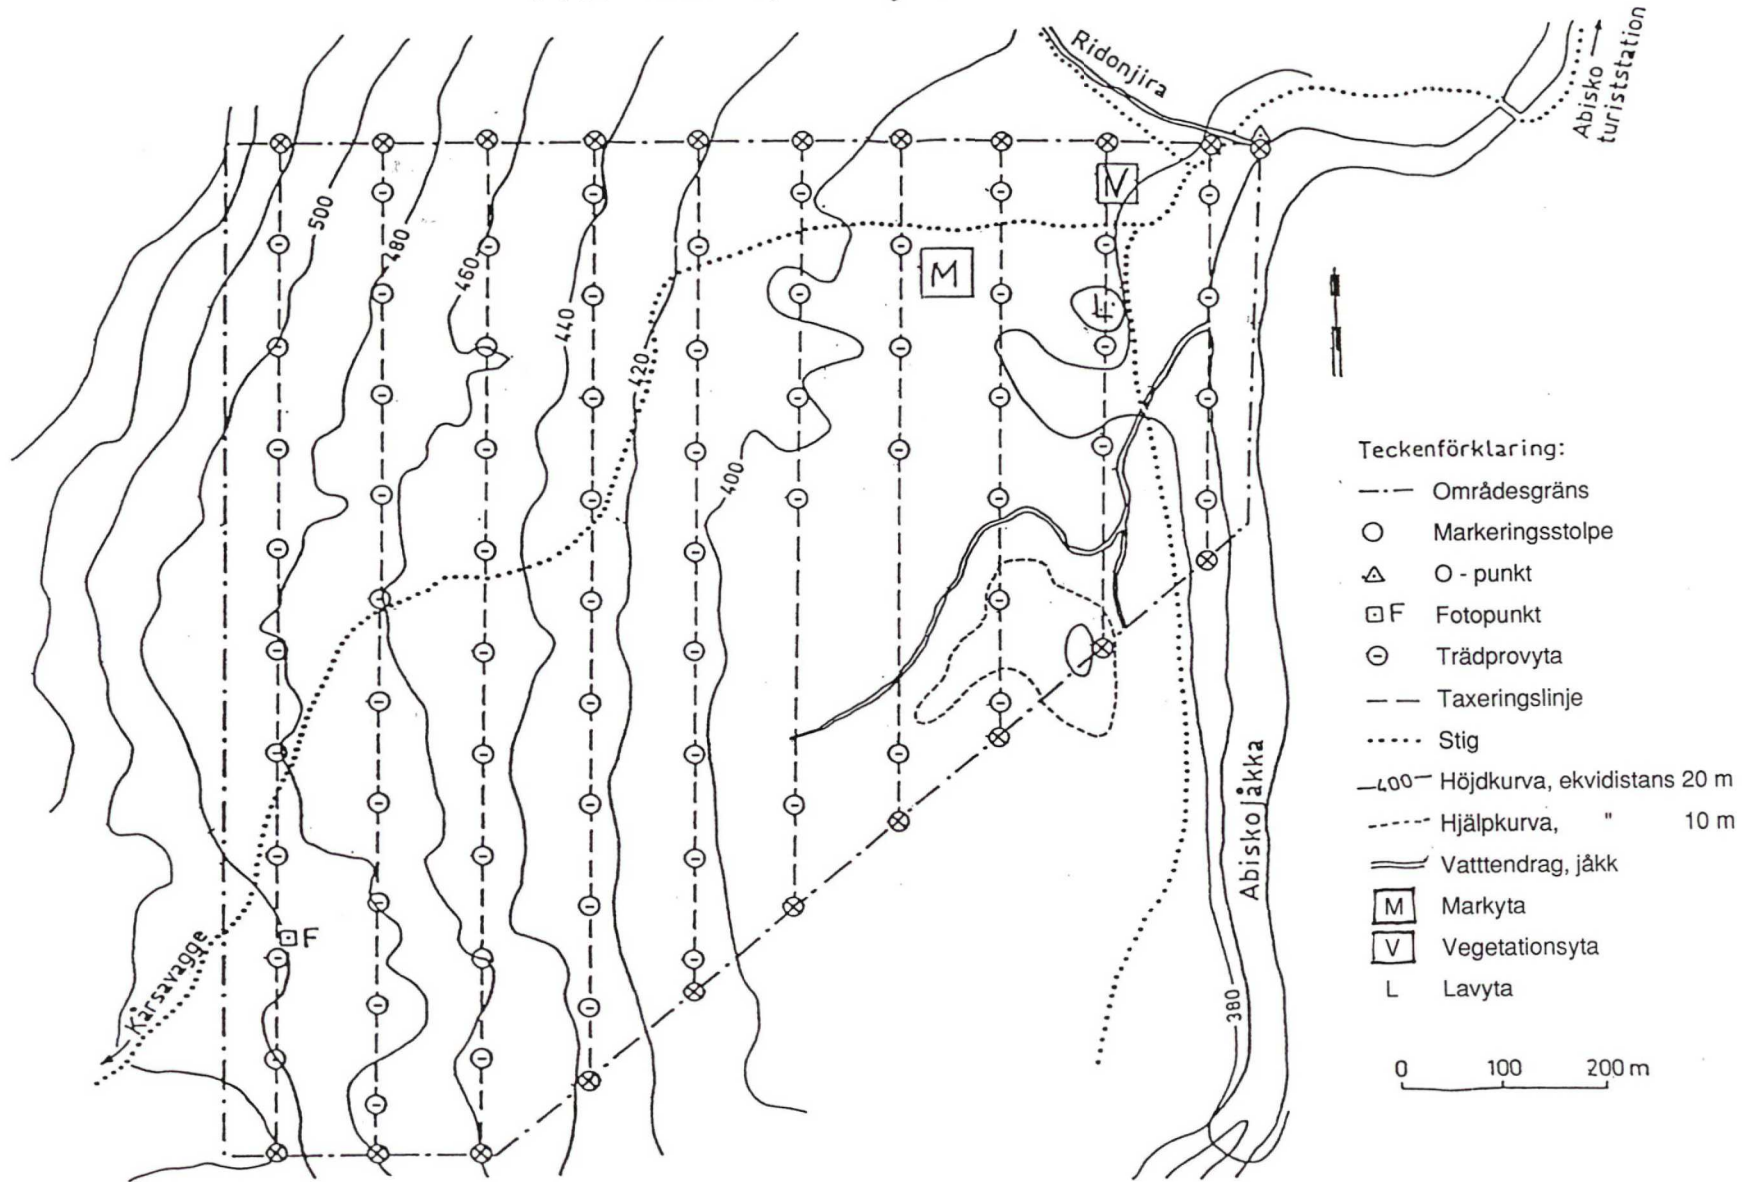 Ridonjira
Abisko
turiststation
500
480
460
440
420
400
V
M
L
F
Kårsavagge
Abiskojåkka
380
Teckenförklaring:
Områdesgräns
Markeringsstolpe
O - punkt
F Fotopunkt
Trädprovyta
Taxeringslinje
Stig
400 Höjdkurva, ekvidistans 20 m
Hjälpkurva, " 10 m
Vatttendrag, jåkk
M Markyta
V Vegetationsyta
L Lavyta
0 100 200 m